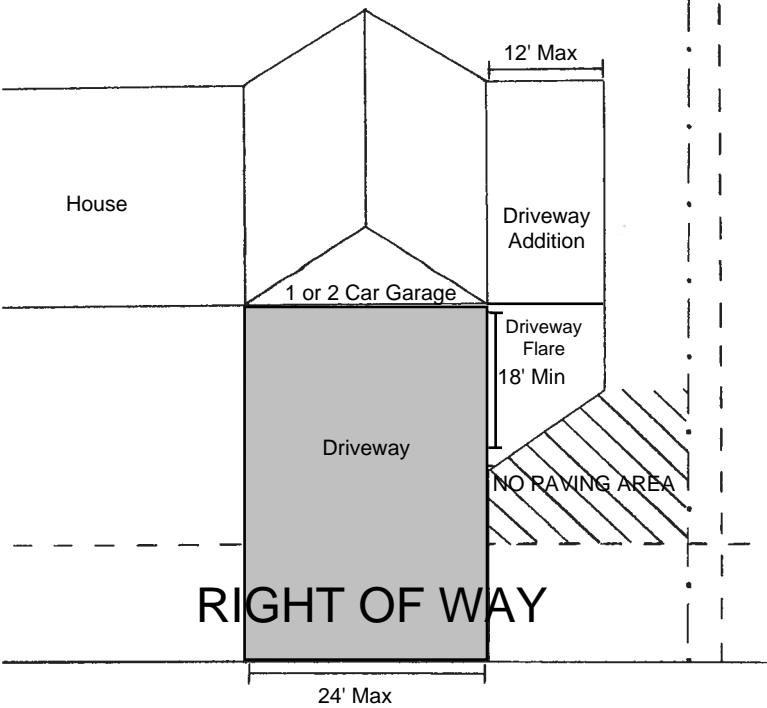 12' Max
House
Driveway
Addition
1 or 2 Car Garage
Driveway
Flare
18' Min
Driveway
NO PAVING AREA
RIGHT OF WAY
24' Max